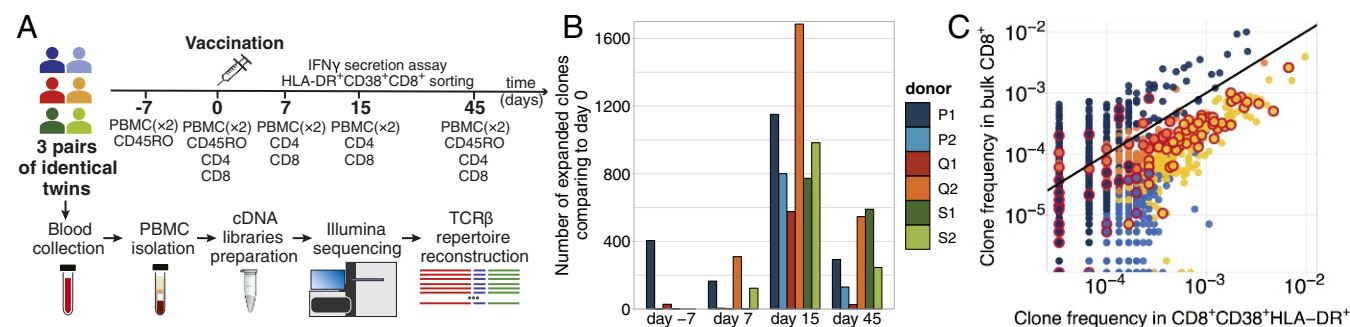 A
Vaccination
IFNγ secretion assay
HLA-DR⁺CD38⁺CD8⁺ sorting
time
(days)
-7
0
7
15
45
PBMC(×2)
CD45RO
PBMC(×2)
CD45RO
CD4
CD8
PBMC(×2)
CD4
CD8
PBMC(×2)
CD4
CD8
PBMC(×2)
CD45RO
CD4
CD8
3 pairs
of identical
twins
Blood
collection
PBMC
isolation
cDNA
libraries
preparation
Illumina
sequencing
TCRβ
repertoire
reconstruction
B
Number of expanded clones
comparing to day 0
1600
1200
800
400
0
day −7
day 7
day 15
day 45
donor
P1
P2
Q1
Q2
S1
S2
C
Clone frequency in bulk CD8⁺
10⁻²
10⁻³
10⁻⁴
10⁻⁵
10⁻⁴
10⁻³
10⁻²
Clone frequency in CD8⁺CD38⁺HLA−DR⁺